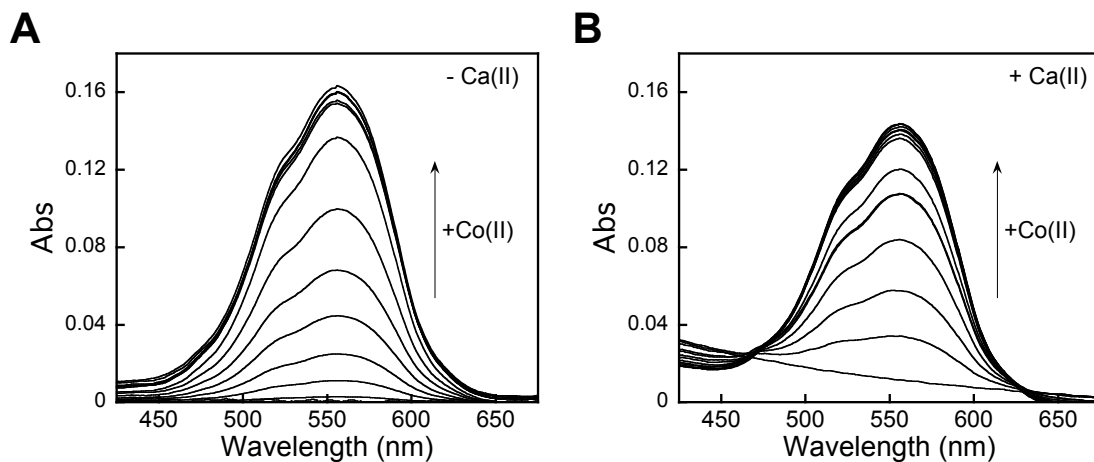 A
- Ca(II)
0.16
0.12
0.08
0.04
0
Abs
+Co(II)
450 500 550 600 650
Wavelength (nm)
B
+ Ca(II)
0.16
0.12
0.08
0.04
0
Abs
+Co(II)
450 500 550 600 650
Wavelength (nm)